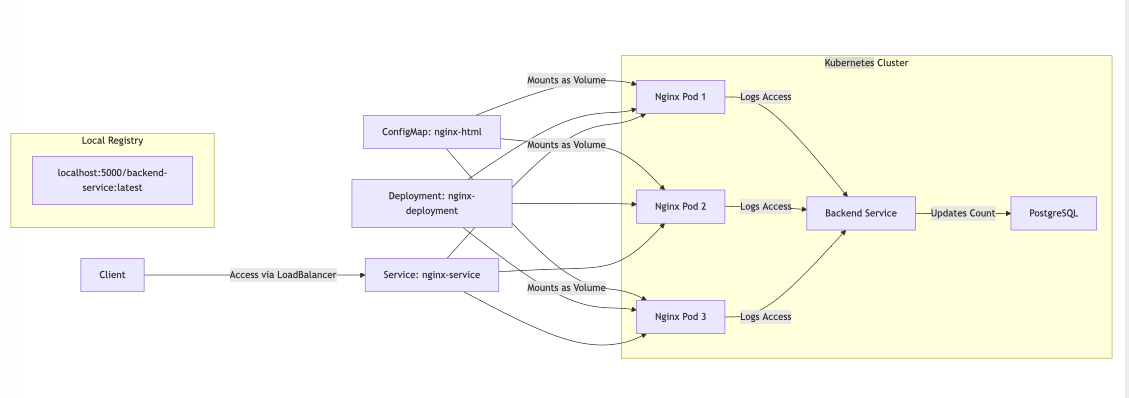 Kubernetes Cluster
Mounts as Volume
Nginx Pod 1
Logs Access
ConfigMap: nginx-html
Local Registry
Mounts as Volume
localhost:5000/backend-
service:latest
Deployment: nginx-
deployment
Nginx Pod 2
Logs Access
Backend Service
Updates Count
PostgreSQL
Client
Access via LoadBalancer
Service: nginx-service
Mounts as Volume
Nginx Pod 3
Logs Access